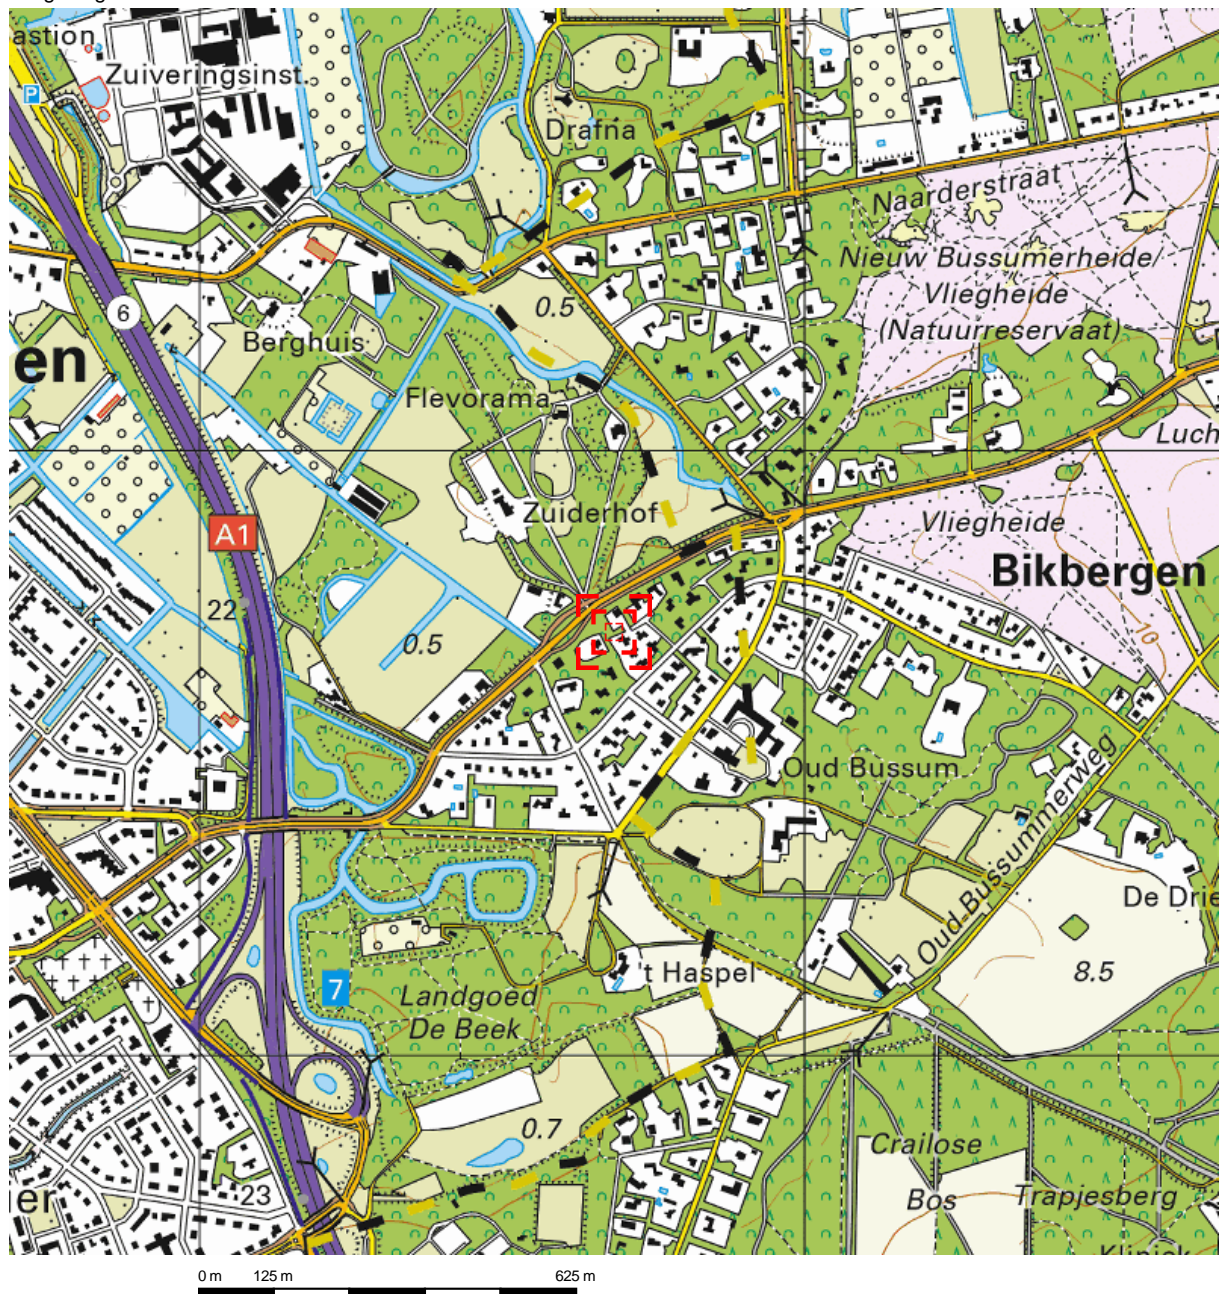 astion
Zuiveringsinst.
P
Drafna
Naarderstraat
Nieuw Bussumerheide/
Vliegheide
(Natuurreservaat)
0.5
6
Berghuis
en
Flevorama
Luch
Zuiderhof
Vliegheide
A1
Bikbergen
22
0.5
10
Oud Bussum
Oud-Bussummerweg
De Drie
't Haspel
8.5
7
Landgoed
De Beek
0.7
Crailose
Bos
Trapjesberg
23
er
0 m 125 m 625 m